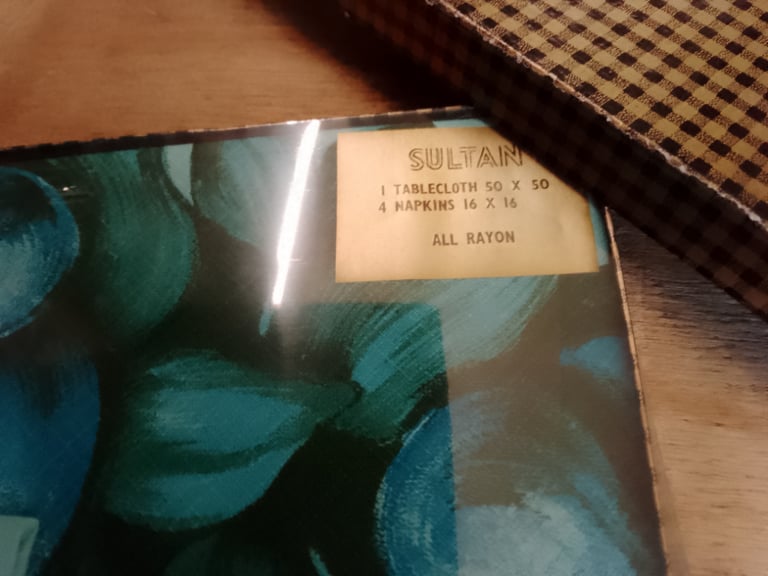 SULTAN
1 TABLECLOTH 50 X 50
4 NAPKINS 16 X 16
ALL RAYON